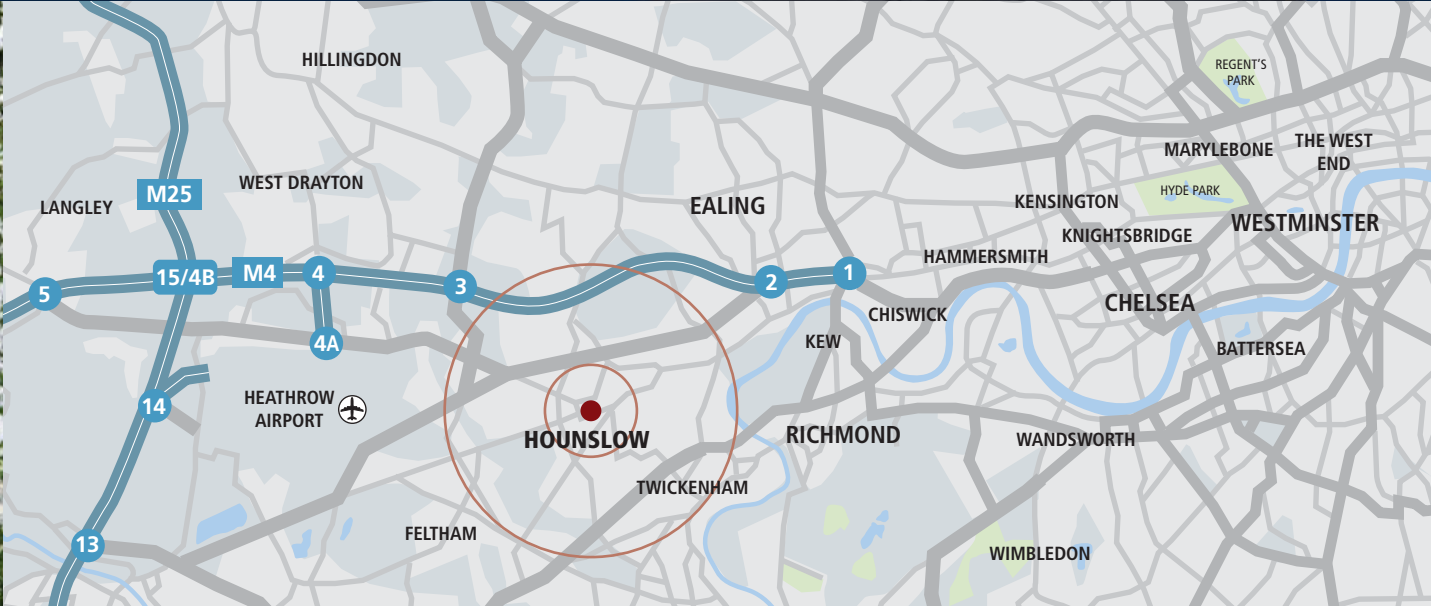 HILLINGDON
REGENT'S
PARK
MARYLEBONE
THE WEST
END
WEST DRAYTON
M25
LANGLEY
EALING
KENSINGTON
HYDE PARK
WESTMINSTER
KNIGHTSBRIDGE
HAMMERSMITH
5
15/4B
M4
4
3
2
1
CHELSEA
CHISWICK
KEW
4A
BATTERSEA
HEATHROW
AIRPORT
14
HOUNSLOW
RICHMOND
WANDSWORTH
TWICKENHAM
FELTHAM
13
WIMBLEDON